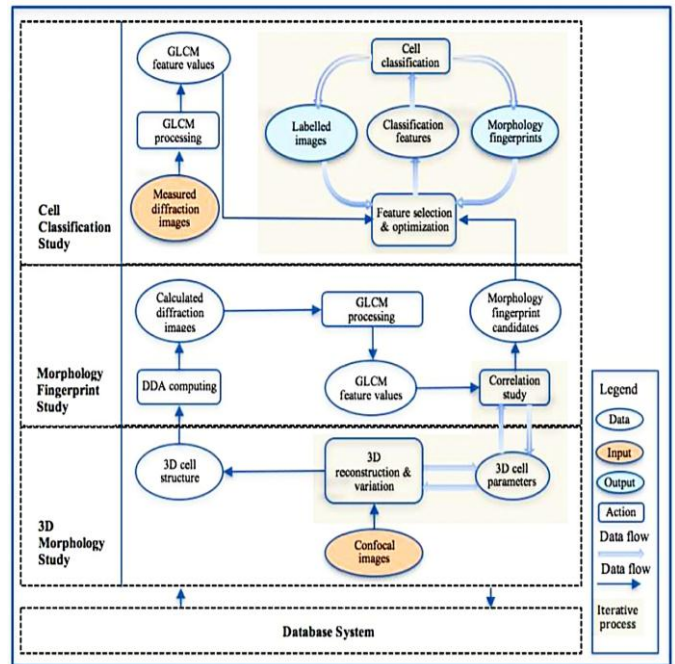 GLCM
feature values
GLCM
processing
Measured
diffraction
images
Cell
Classification
Study
Cell
classification
Labelled
images
Classification
features
Morphology
fingerprints
Feature selection
& optimization
Calculated
diffraction
images
GLCM
processing
Morphology
fingerprint
candidates
Morphology
Fingerprint
Study
DDA computing
GLCM
feature values
Correlation
study
3D cell
structure
3D
reconstruction &
variation
3D cell
parameters
3D
Morphology
Study
Confocal
images
Database System
Legend
Data
Input
Output
Action
Data flow
Data flow
Iterative
process